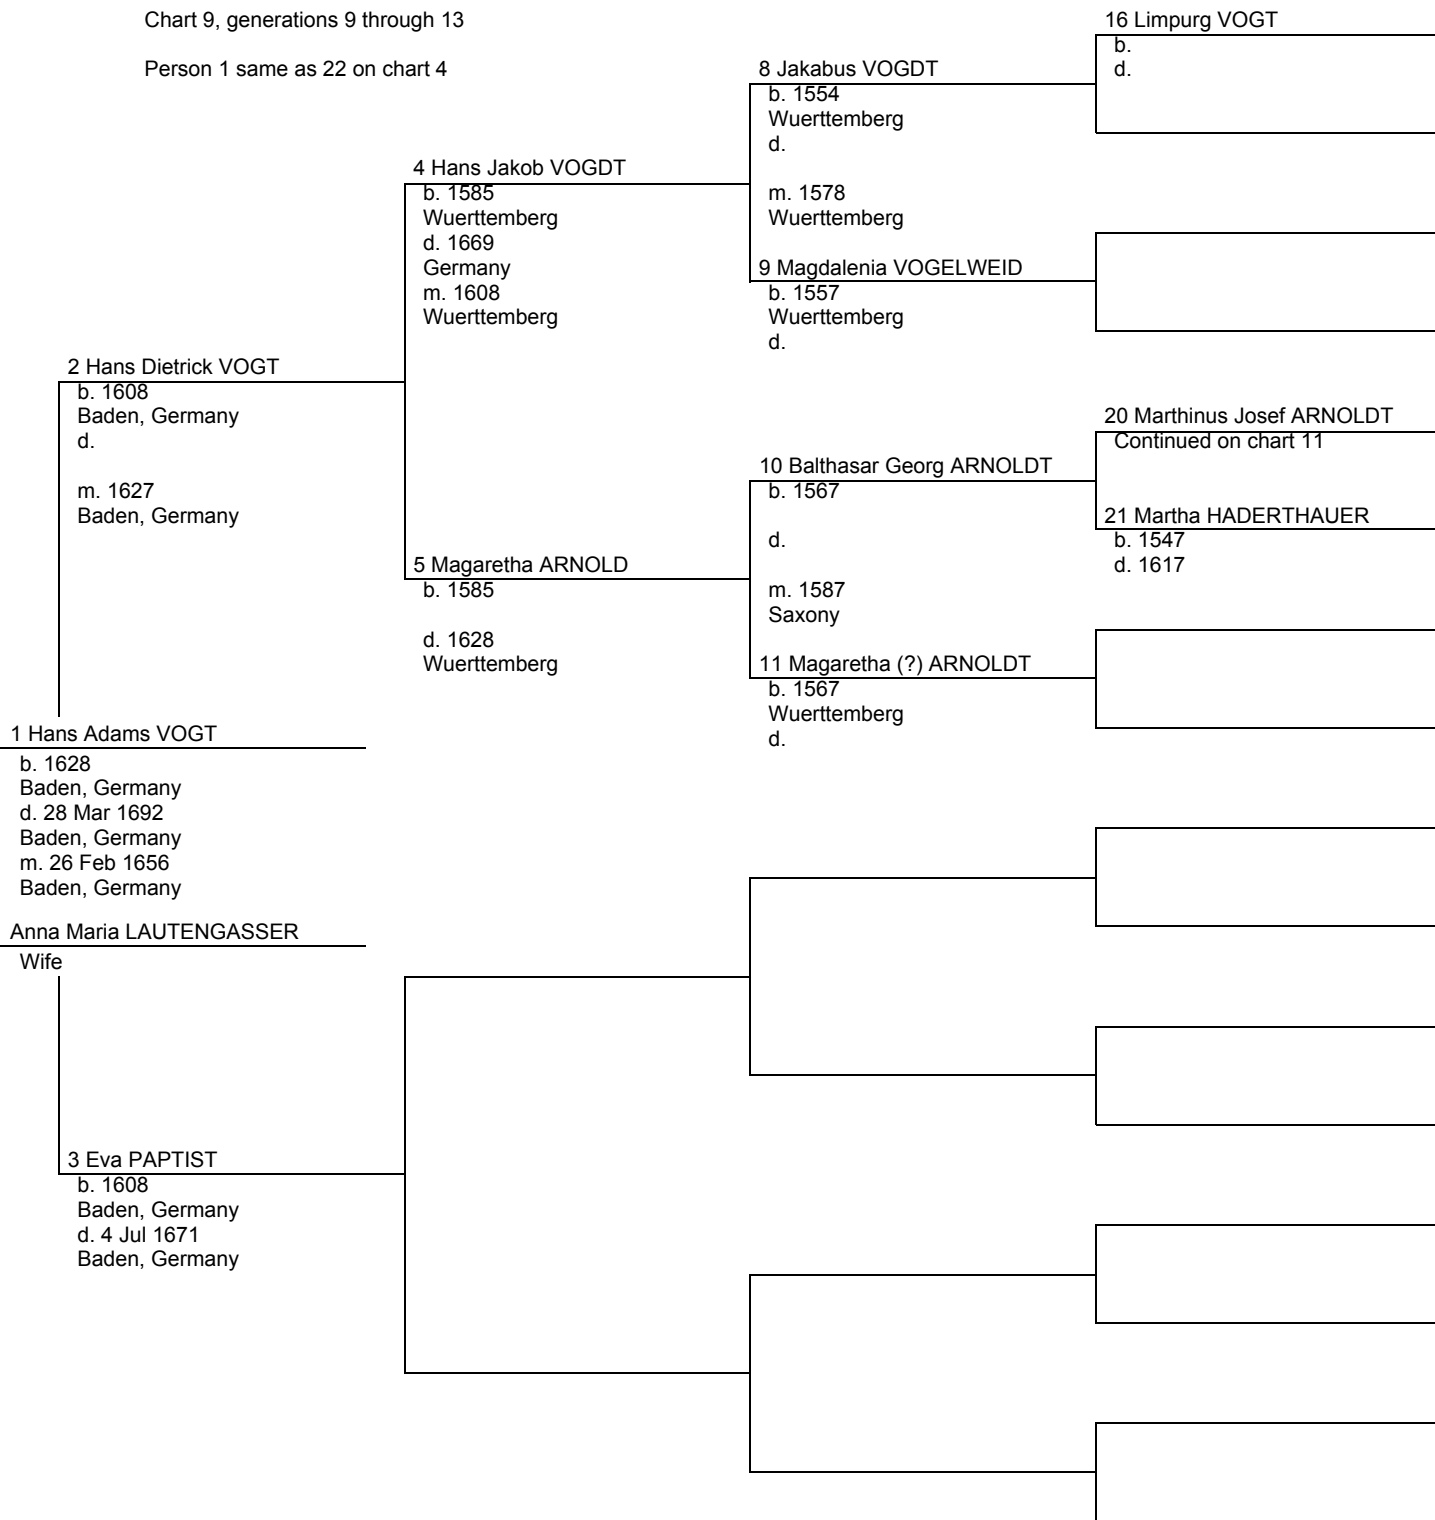 Chart 9, generations 9 through 13
Person 1 same as 22 on chart 4
1 Hans Adams VOGT
b. 1628
Baden, Germany
d. 28 Mar 1692
Baden, Germany
m. 26 Feb 1656
Baden, Germany
Anna Maria LAUTENGASSER
Wife
2 Hans Dietrick VOGT
b. 1608
Baden, Germany
d.
m. 1627
Baden, Germany
3 Eva PAPTIST
b. 1608
Baden, Germany
d. 4 Jul 1671
Baden, Germany
4 Hans Jakob VOGDT
b. 1585
Wuerttemberg
d. 1669
Germany
m. 1608
Wuerttemberg
5 Magaretha ARNOLD
b. 1585
d. 1628
Wuerttemberg
8 Jakabus VOGDT
b. 1554
Wuerttemberg
d.
m. 1578
Wuerttemberg
9 Magdalenia VOGELWEID
b. 1557
Wuerttemberg
d.
10 Balthasar Georg ARNOLDT
b. 1567
d.
m. 1587
Saxony
11 Magaretha (?) ARNOLDT
b. 1567
Wuerttemberg
d.
16 Limpurg VOGT
b.
d.
20 Marthinus Josef ARNOLDT
Continued on chart 11
21 Martha HADERTHAUER
b. 1547
d. 1617